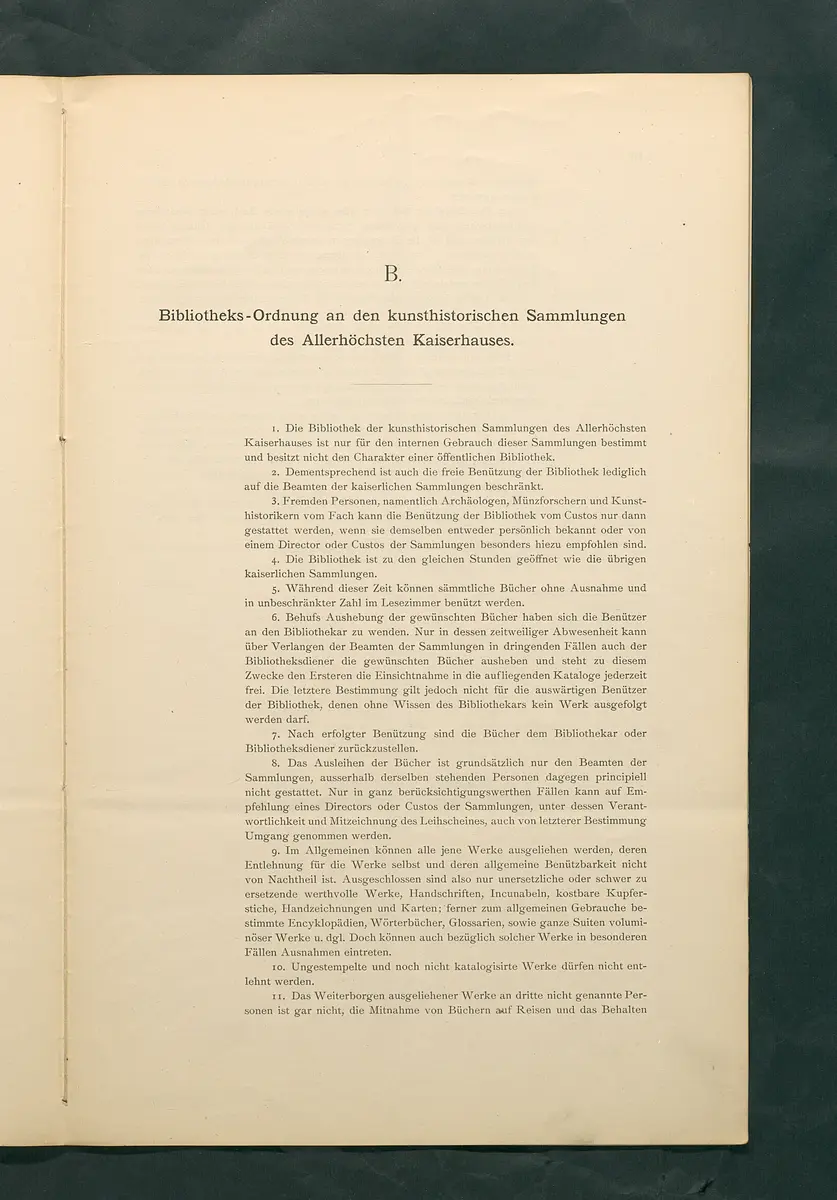 B.
Bibliotheks-Ordnung an den kunsthistorischen Sammlungen
des Allerhöchsten Kaiserhauses.
1. Die Bibliothek der kunsthistorischen Sammlungen des Allerhöchsten
Kaiserhauses ist nur für den internen Gebrauch dieser Sammlungen bestimmt
und besitzt nicht den Charakter einer öffentlichen Bibliothek.
2. Dementsprechend ist auch die freie Benützung der Bibliothek lediglich
auf die Beamten der kaiserlichen Sammlungen beschränkt.
3. Fremden Personen, namentlich Archäologen, Münzforschern und Kunst-
historikern vom Fach kann die Benützung der Bibliothek vom Custos nur dann
gestattet werden, wenn sie demselben entweder persönlich bekannt oder von
einem Director oder Custos der Sammlungen besonders hiezu empfohlen sind.
4. Die Bibliothek ist zu den gleichen Stunden geöffnet wie die übrigen
kaiserlichen Sammlungen.
5. Während dieser Zeit können sämmtliche Bücher ohne Ausnahme und
in unbeschränkter Zahl im Lesezimmer benützt werden.
6. Behufs Aushebung der gewünschten Bücher haben sich die Benützer
an den Bibliothekar zu wenden. Nur in dessen zeitweiliger Abwesenheit kann
über Verlangen der Beamten der Sammlungen in dringenden Fällen auch der
Bibliotheksdiener die gewünschten Bücher ausheben und steht zu diesem
Zwecke den Ersteren die Einsichtnahme in die aufliegenden Kataloge jederzeit
frei. Die letztere Bestimmung gilt jedoch nicht für die auswärtigen Benützer
der Bibliothek, denen ohne Wissen des Bibliothekars kein Werk ausgefolgt
werden darf.
7. Nach erfolgter Benützung sind die Bücher dem Bibliothekar oder
Bibliotheksdiener zurückzustellen.
8. Das Ausleihen der Bücher ist grundsätzlich nur den Beamten der
Sammlungen, ausserhalb derselben stehenden Personen dagegen principiell
nicht gestattet. Nur in ganz berücksichtigungswerthen Fällen kann auf Em-
pfehlung eines Directors oder Custos der Sammlungen, unter dessen Verant-
wortlichkeit und Mitzeichnung des Leihscheines, auch von letzterer Bestimmung
Umgang genommen werden.
9. Im Allgemeinen können alle jene Werke ausgeliehen werden, deren
Entlehnung für die Werke selbst und deren allgemeine Benützbarkeit nicht
von Nachtheil ist. Ausgeschlossen sind also nur unersetzliche oder schwer zu
ersetzende werthvolle Werke, Handschriften, Incunabeln, kostbare Kupfer-
stiche, Handzeichnungen und Karten; ferner zum allgemeinen Gebrauche be-
stimmte Encyklopädien, Wörterbücher, Glossarien, sowie ganze Suiten volumi-
nöser Werke u. dgl. Doch können auch bezüglich solcher Werke in besonderen
Fällen Ausnahmen eintreten.
10. Ungestempelte und noch nicht katalogisirte Werke dürfen nicht ent-
lehnt werden.
11. Das Weiterborgen ausgeliehener Werke an dritte nicht genannte Per-
sonen ist gar nicht, die Mitnahme von Büchern auf Reisen und das Behalten